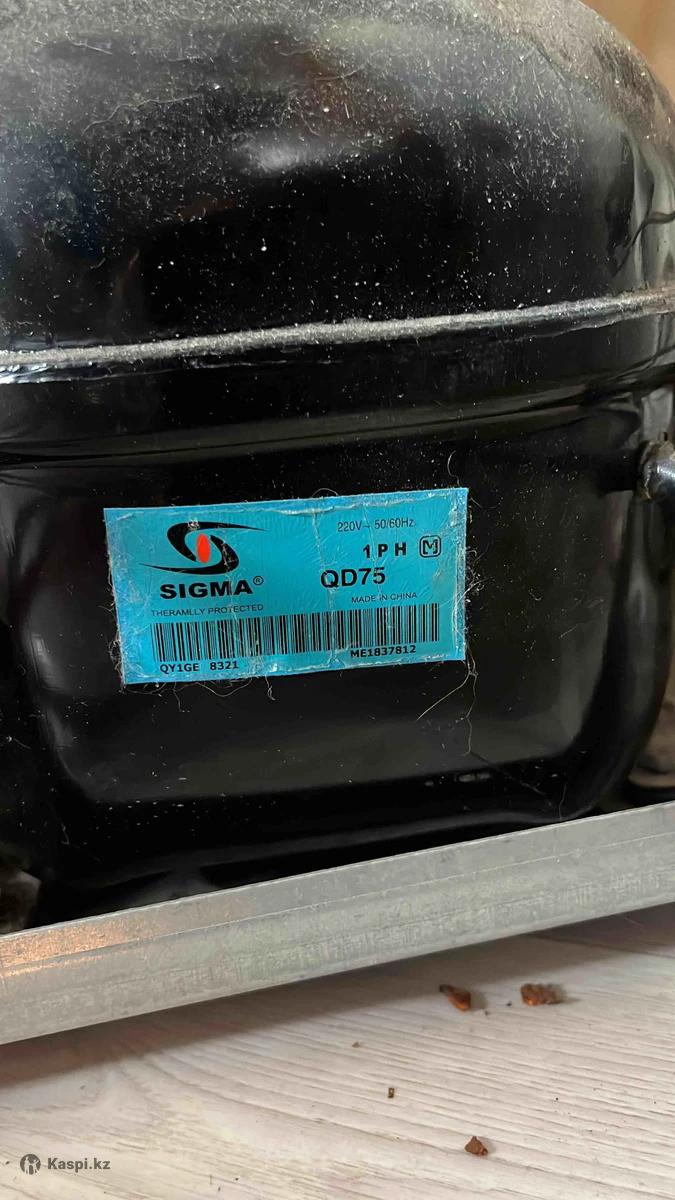 220V~50/60Hz
1PH M
SIGMA®
QD75
THERAMLLY PROTECTED
MADE IN CHINA
QY1GE 8321
ME1837812
Kaspi.kz